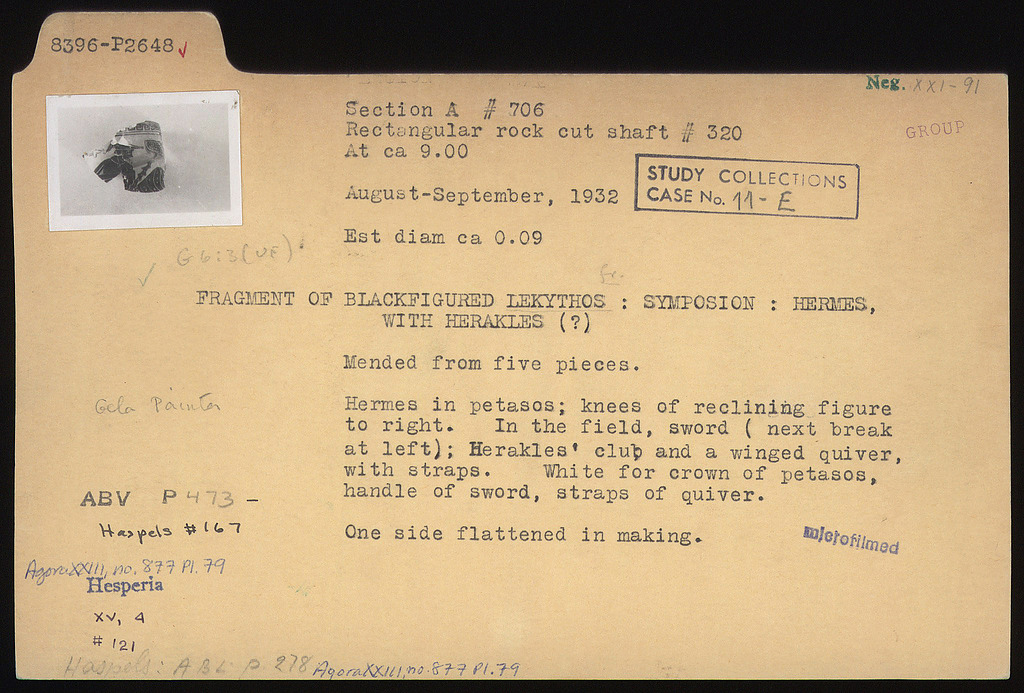 8396-P2648 ✓
Neg. XXI-91
GROUP
Section A # 706
Rectangular rock cut shaft # 320
At ca 9.00
STUDY COLLECTIONS
CASE No. 11-E
August-September, 1932
Est diam ca 0.09
G 6:3 (UF)
✓
fr.
FRAGMENT OF BLACKFIGURED LEKYTHOS : SYMPOSION : HERMES,
WITH HERAKLES (?)
Mended from five pieces.
Gela Painter
Hermes in petasos; knees of reclining figure
to right. In the field, sword ( next break
at left); Herakles' club and a winged quiver,
with straps. White for crown of petasos,
handle of sword, straps of quiver.
ABV P 473 -
Haspels #167
One side flattened in making.
microfilmed
Agora XXIII, no. 877 Pl. 79
Hesperia
XV, 4
# 121
Haspels: ABL p. 278 Agora XXIII, no. 877 Pl. 79